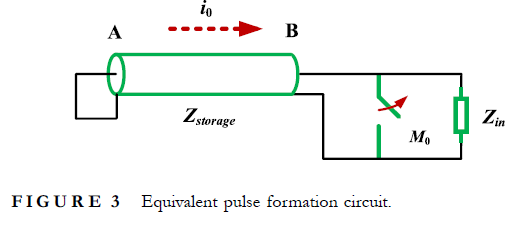 i0
A
B
Zstorage
Zin
M0
FIGURE 3 Equivalent pulse formation circuit.